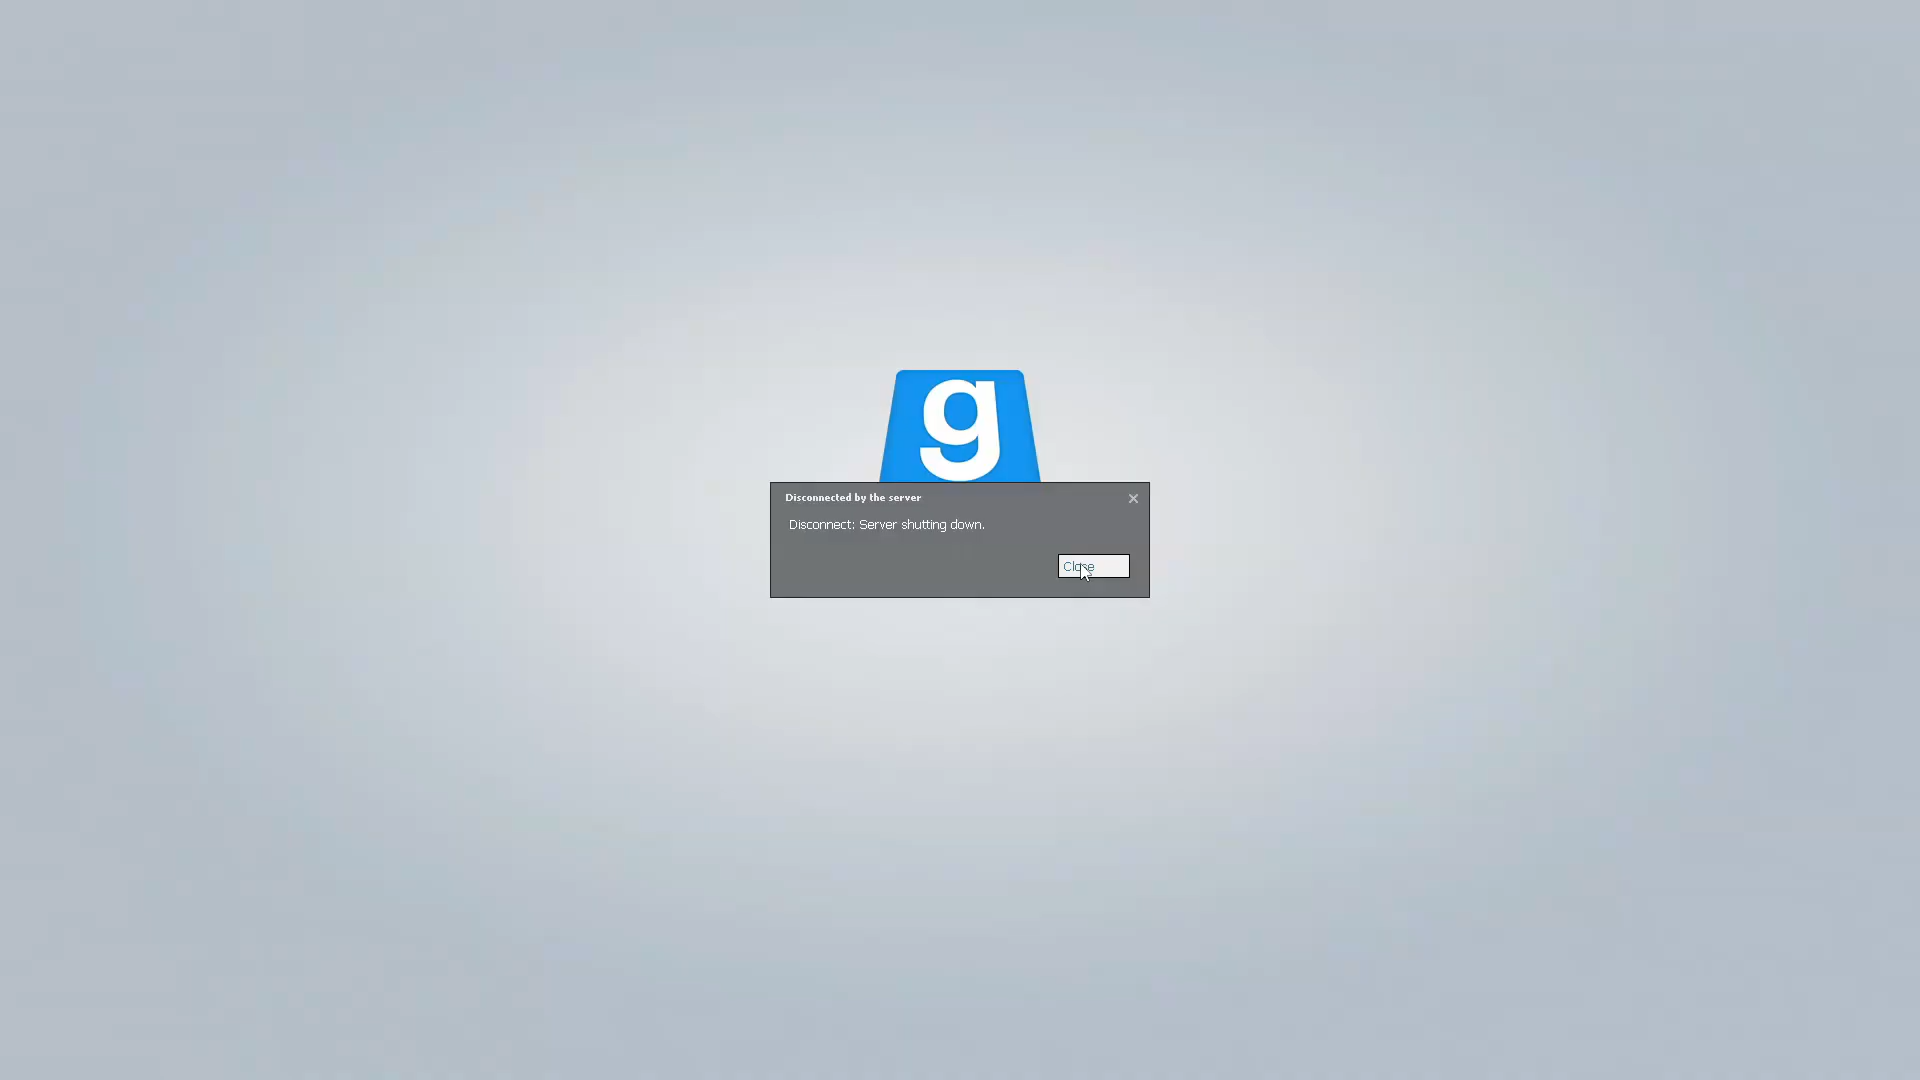 g
Disconnected by the server
Disconnect: Server shutting down.
Close